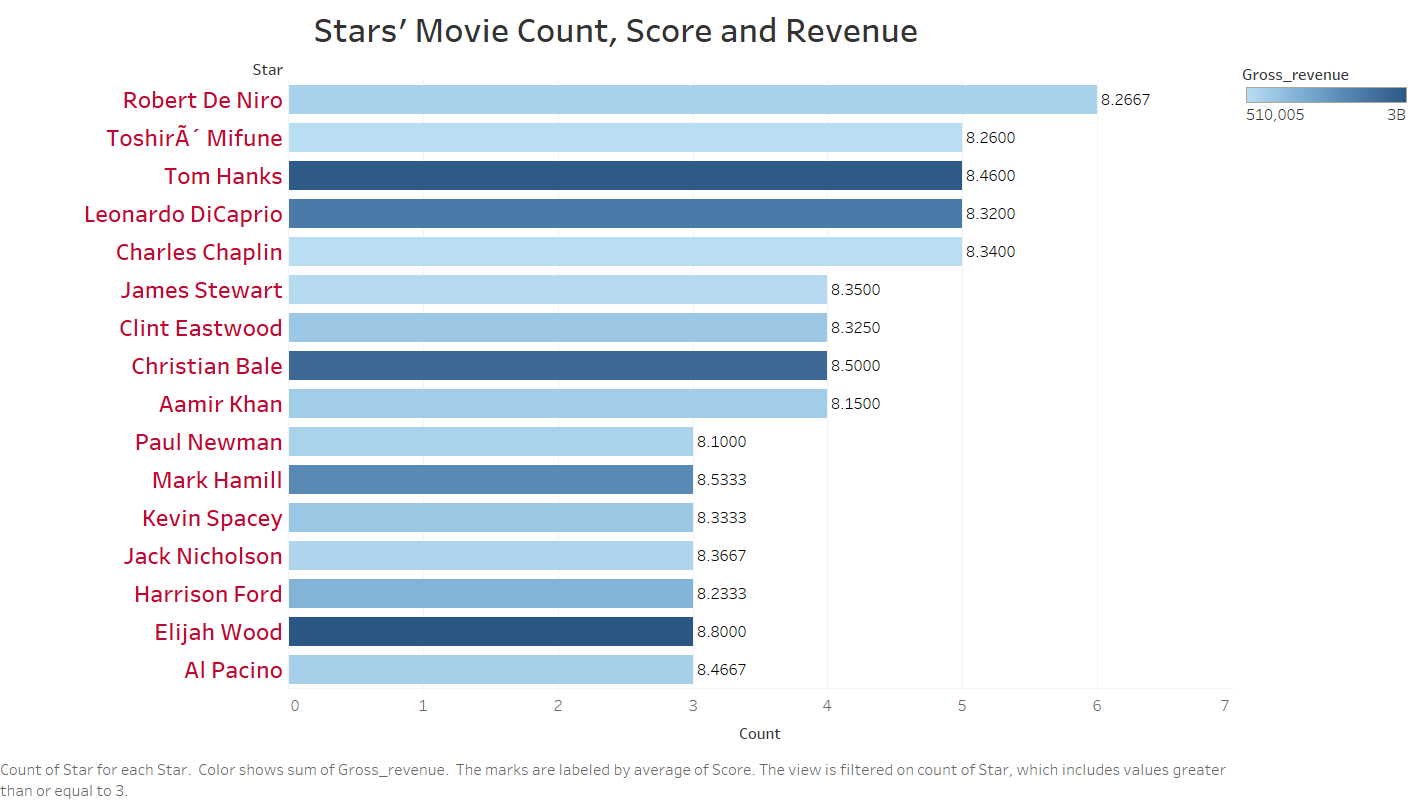 Stars’ Movie Count, Score and Revenue
Star
Gross_revenue
510,005 3B
Robert De Niro 8.2667
ToshirÃ´ Mifune 8.2600
Tom Hanks 8.4600
Leonardo DiCaprio 8.3200
Charles Chaplin 8.3400
James Stewart 8.3500
Clint Eastwood 8.3250
Christian Bale 8.5000
Aamir Khan 8.1500
Paul Newman 8.1000
Mark Hamill 8.5333
Kevin Spacey 8.3333
Jack Nicholson 8.3667
Harrison Ford 8.2333
Elijah Wood 8.8000
Al Pacino 8.4667
0 1 2 3 4 5 6 7
Count
Count of Star for each Star.  Color shows sum of Gross_revenue.  The marks are labeled by average of Score. The view is filtered on count of Star, which includes values greater
than or equal to 3.